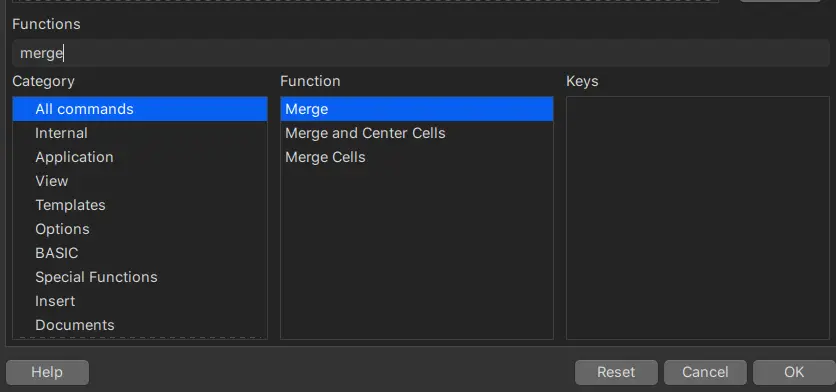 Functions
merge
Category
All commands
Internal
Application
View
Templates
Options
BASIC
Special Functions
Insert
Documents
Function
Merge
Merge and Center Cells
Merge Cells
Keys
Help
Reset
Cancel
OK